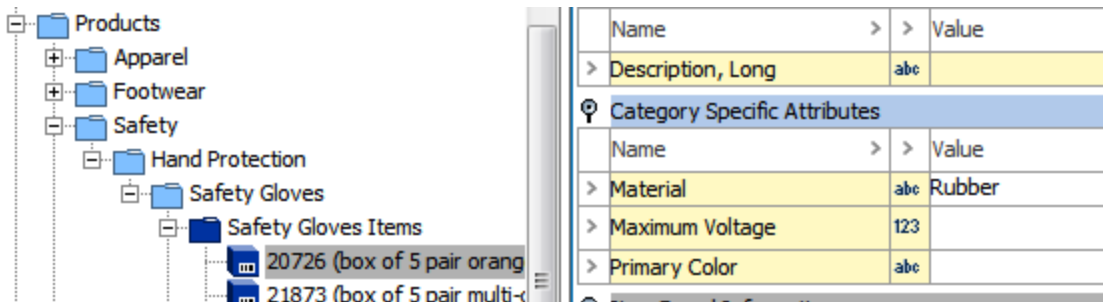 Products
Apparel
Footwear
Safety
Hand Protection
Safety Gloves
Safety Gloves Items
20726 (box of 5 pair orang
21873 (box of 5 pair multi-
Name > > Value
> Description, Long abc
Category Specific Attributes
Name > > Value
> Material abc Rubber
> Maximum Voltage 123
> Primary Color abc